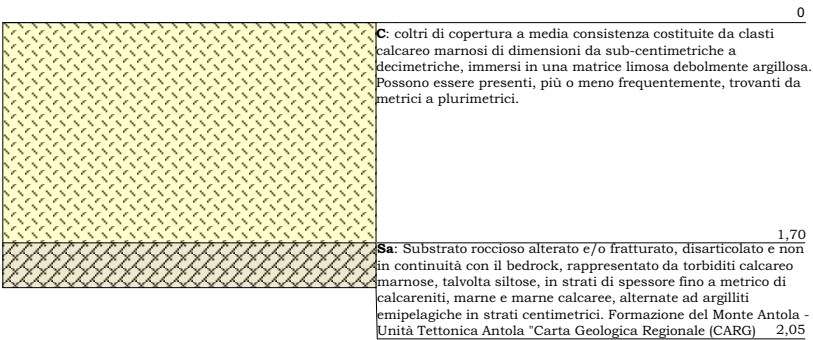 0
C: coltri di copertura a media consistenza costituite da clasti
calcareo marnosi di dimensioni da sub-centimetriche a
decimetriche, immersi in una matrice limosa debolmente argillosa.
Possono essere presenti, più o meno frequentemente, trovanti da
metrici a plurimetrici.
1,70
Sa: Substrato roccioso alterato e/o fratturato, disarticolato e non
in continuità con il bedrock, rappresentato da torbiditi calcareo
marnose, talvolta siltose, in strati di spessore fino a metrico di
calcareniti, marne e marne calcaree, alternate ad argilliti
emipelagiche in strati centimetrici. Formazione del Monte Antola -
Unità Tettonica Antola "Carta Geologica Regionale (CARG) 2,05